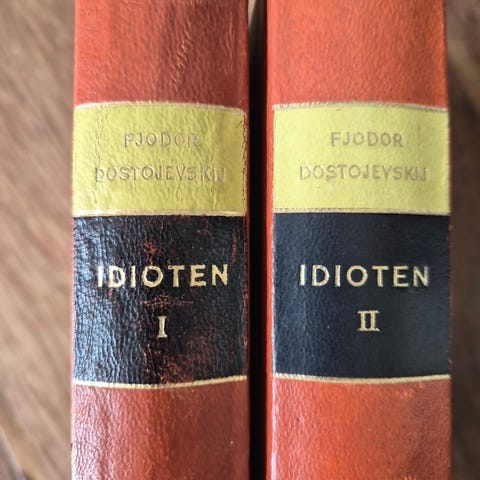 FJODOR
DOSTOJEVSKIJ
IDIOTEN
I
FJODOR
DOSTOJEVSKIJ
IDIOTEN
II